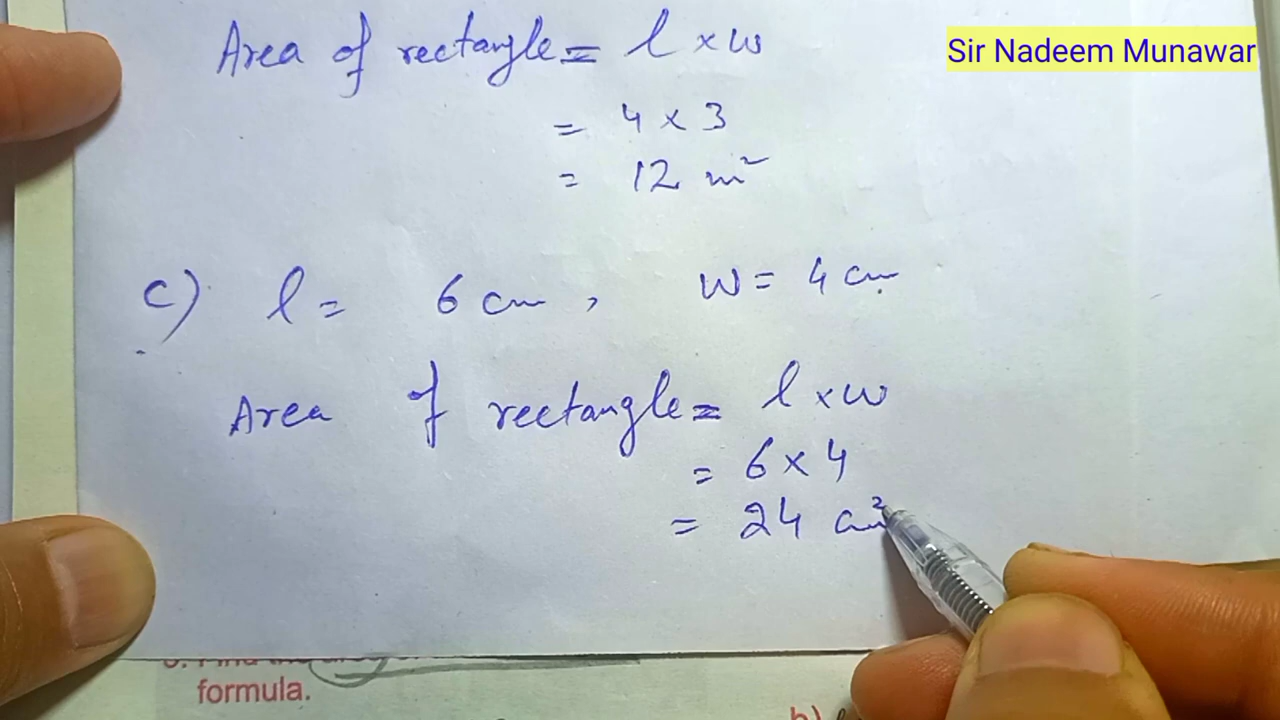 Area of rectangle = l × w
Sir Nadeem Munawar
= 4 × 3
= 12 m²
c) l = 6 cm , w = 4 cm
Area of rectangle = l × w
= 6 × 4
= 24 cm²
formula.
b)